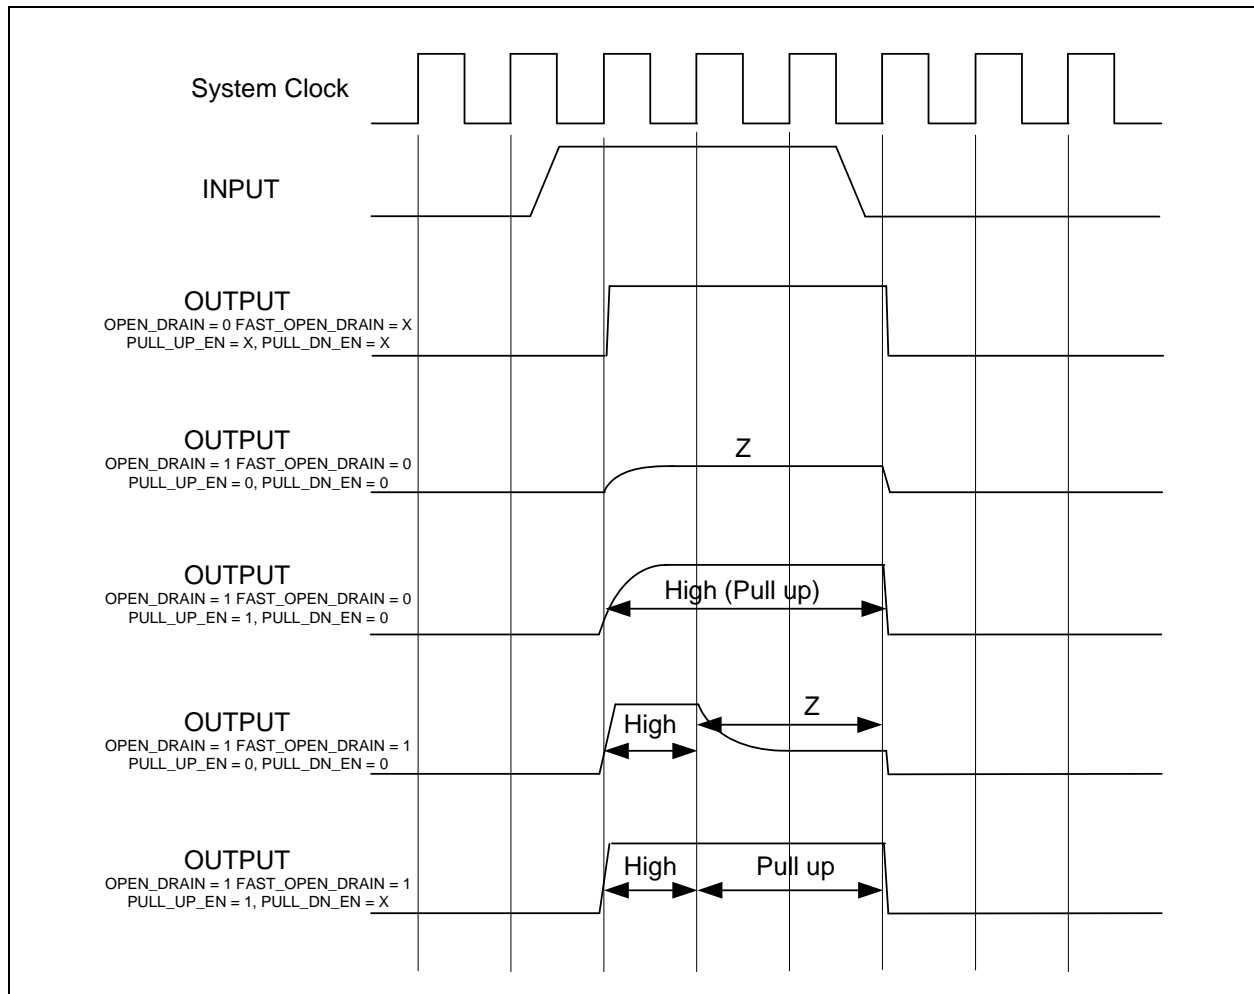 System Clock
INPUT
OUTPUT
OPEN_DRAIN = 0 FAST_OPEN_DRAIN = X
PULL_UP_EN = X, PULL_DN_EN = X
OUTPUT
OPEN_DRAIN = 1 FAST_OPEN_DRAIN = 0
PULL_UP_EN = 0, PULL_DN_EN = 0
Z
OUTPUT
OPEN_DRAIN = 1 FAST_OPEN_DRAIN = 0
PULL_UP_EN = 1, PULL_DN_EN = 0
High (Pull up)
OUTPUT
OPEN_DRAIN = 1 FAST_OPEN_DRAIN = 1
PULL_UP_EN = 0, PULL_DN_EN = 0
High
Z
OUTPUT
OPEN_DRAIN = 1 FAST_OPEN_DRAIN = 1
PULL_UP_EN = 1, PULL_DN_EN = X
High
Pull up